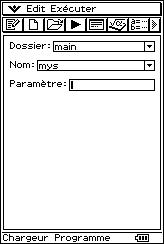 Edit Exécuter
Dossier: main
Nom: mys
Paramètre:
Chargeur Programme